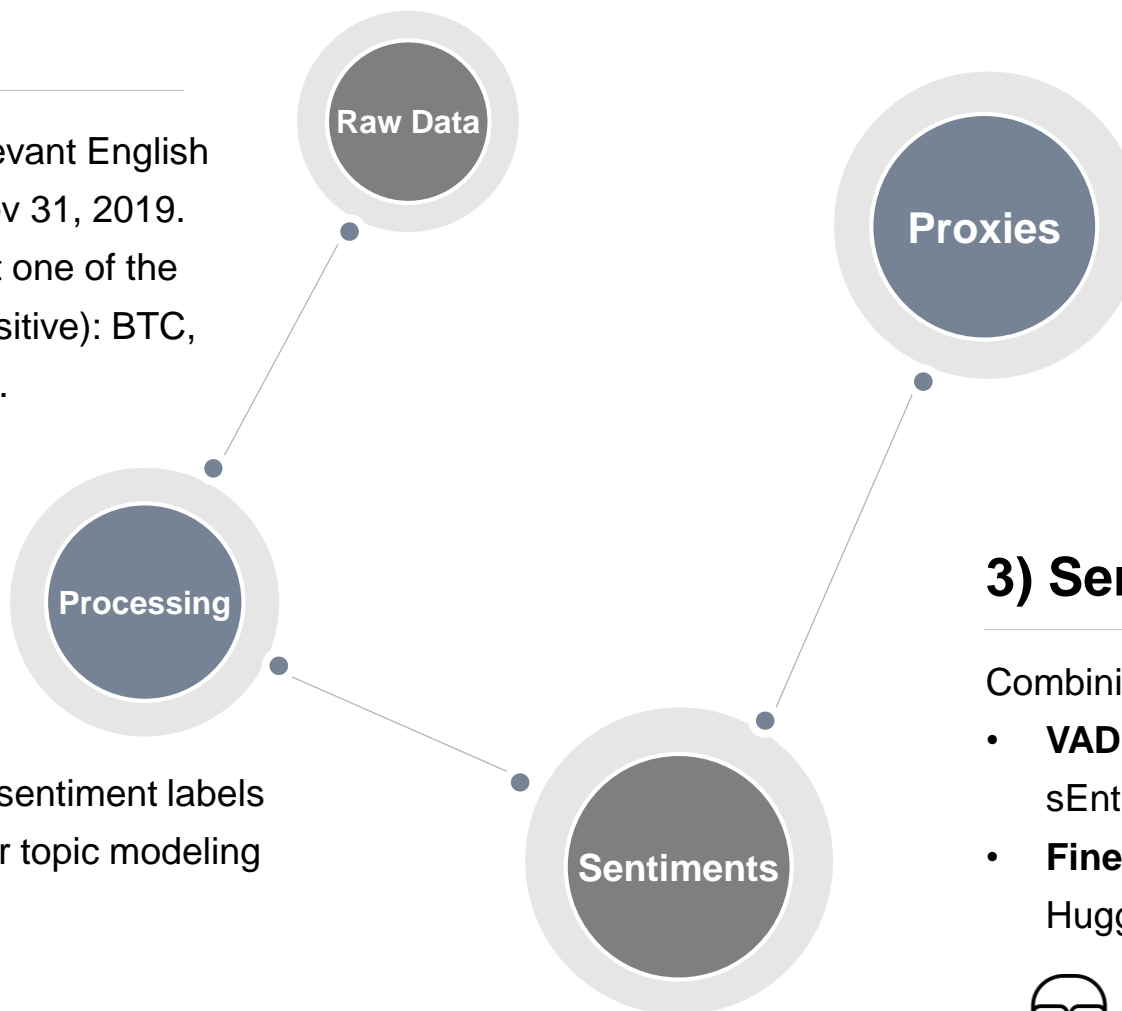 Raw Data
evant English
v 31, 2019.
one of the
sitive): BTC,
.
Proxies
Processing
3) Ser
Combini
• VAD
sEnt
• Fine
Hugg
sentiment labels
r topic modeling
Sentiments